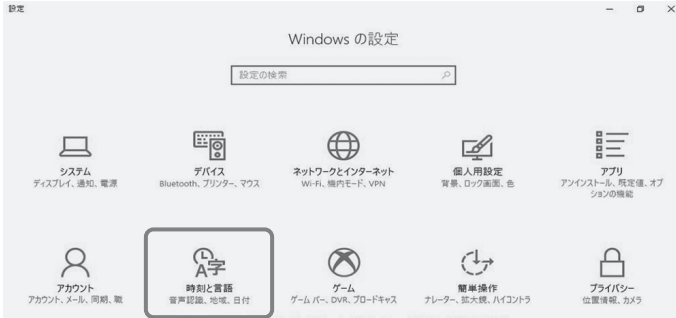 設定
Windows の設定
設定の検索
システム
ディスプレイ、通知、電源
デバイス
Bluetooth、プリンター、マウス
ネットワークとインターネット
Wi-Fi、機内モード、VPN
個人用設定
背景、ロック画面、色
アプリ
アンインストール、既定値、オプ
ションの機能
アカウント
アカウント、メール、同期、職
時刻と言語
音声認識、地域、日付
ゲーム
ゲーム バー、DVR、ブロードキャス
簡単操作
ナレーター、拡大鏡、ハイコントラ
プライバシー
位置情報、カメラ